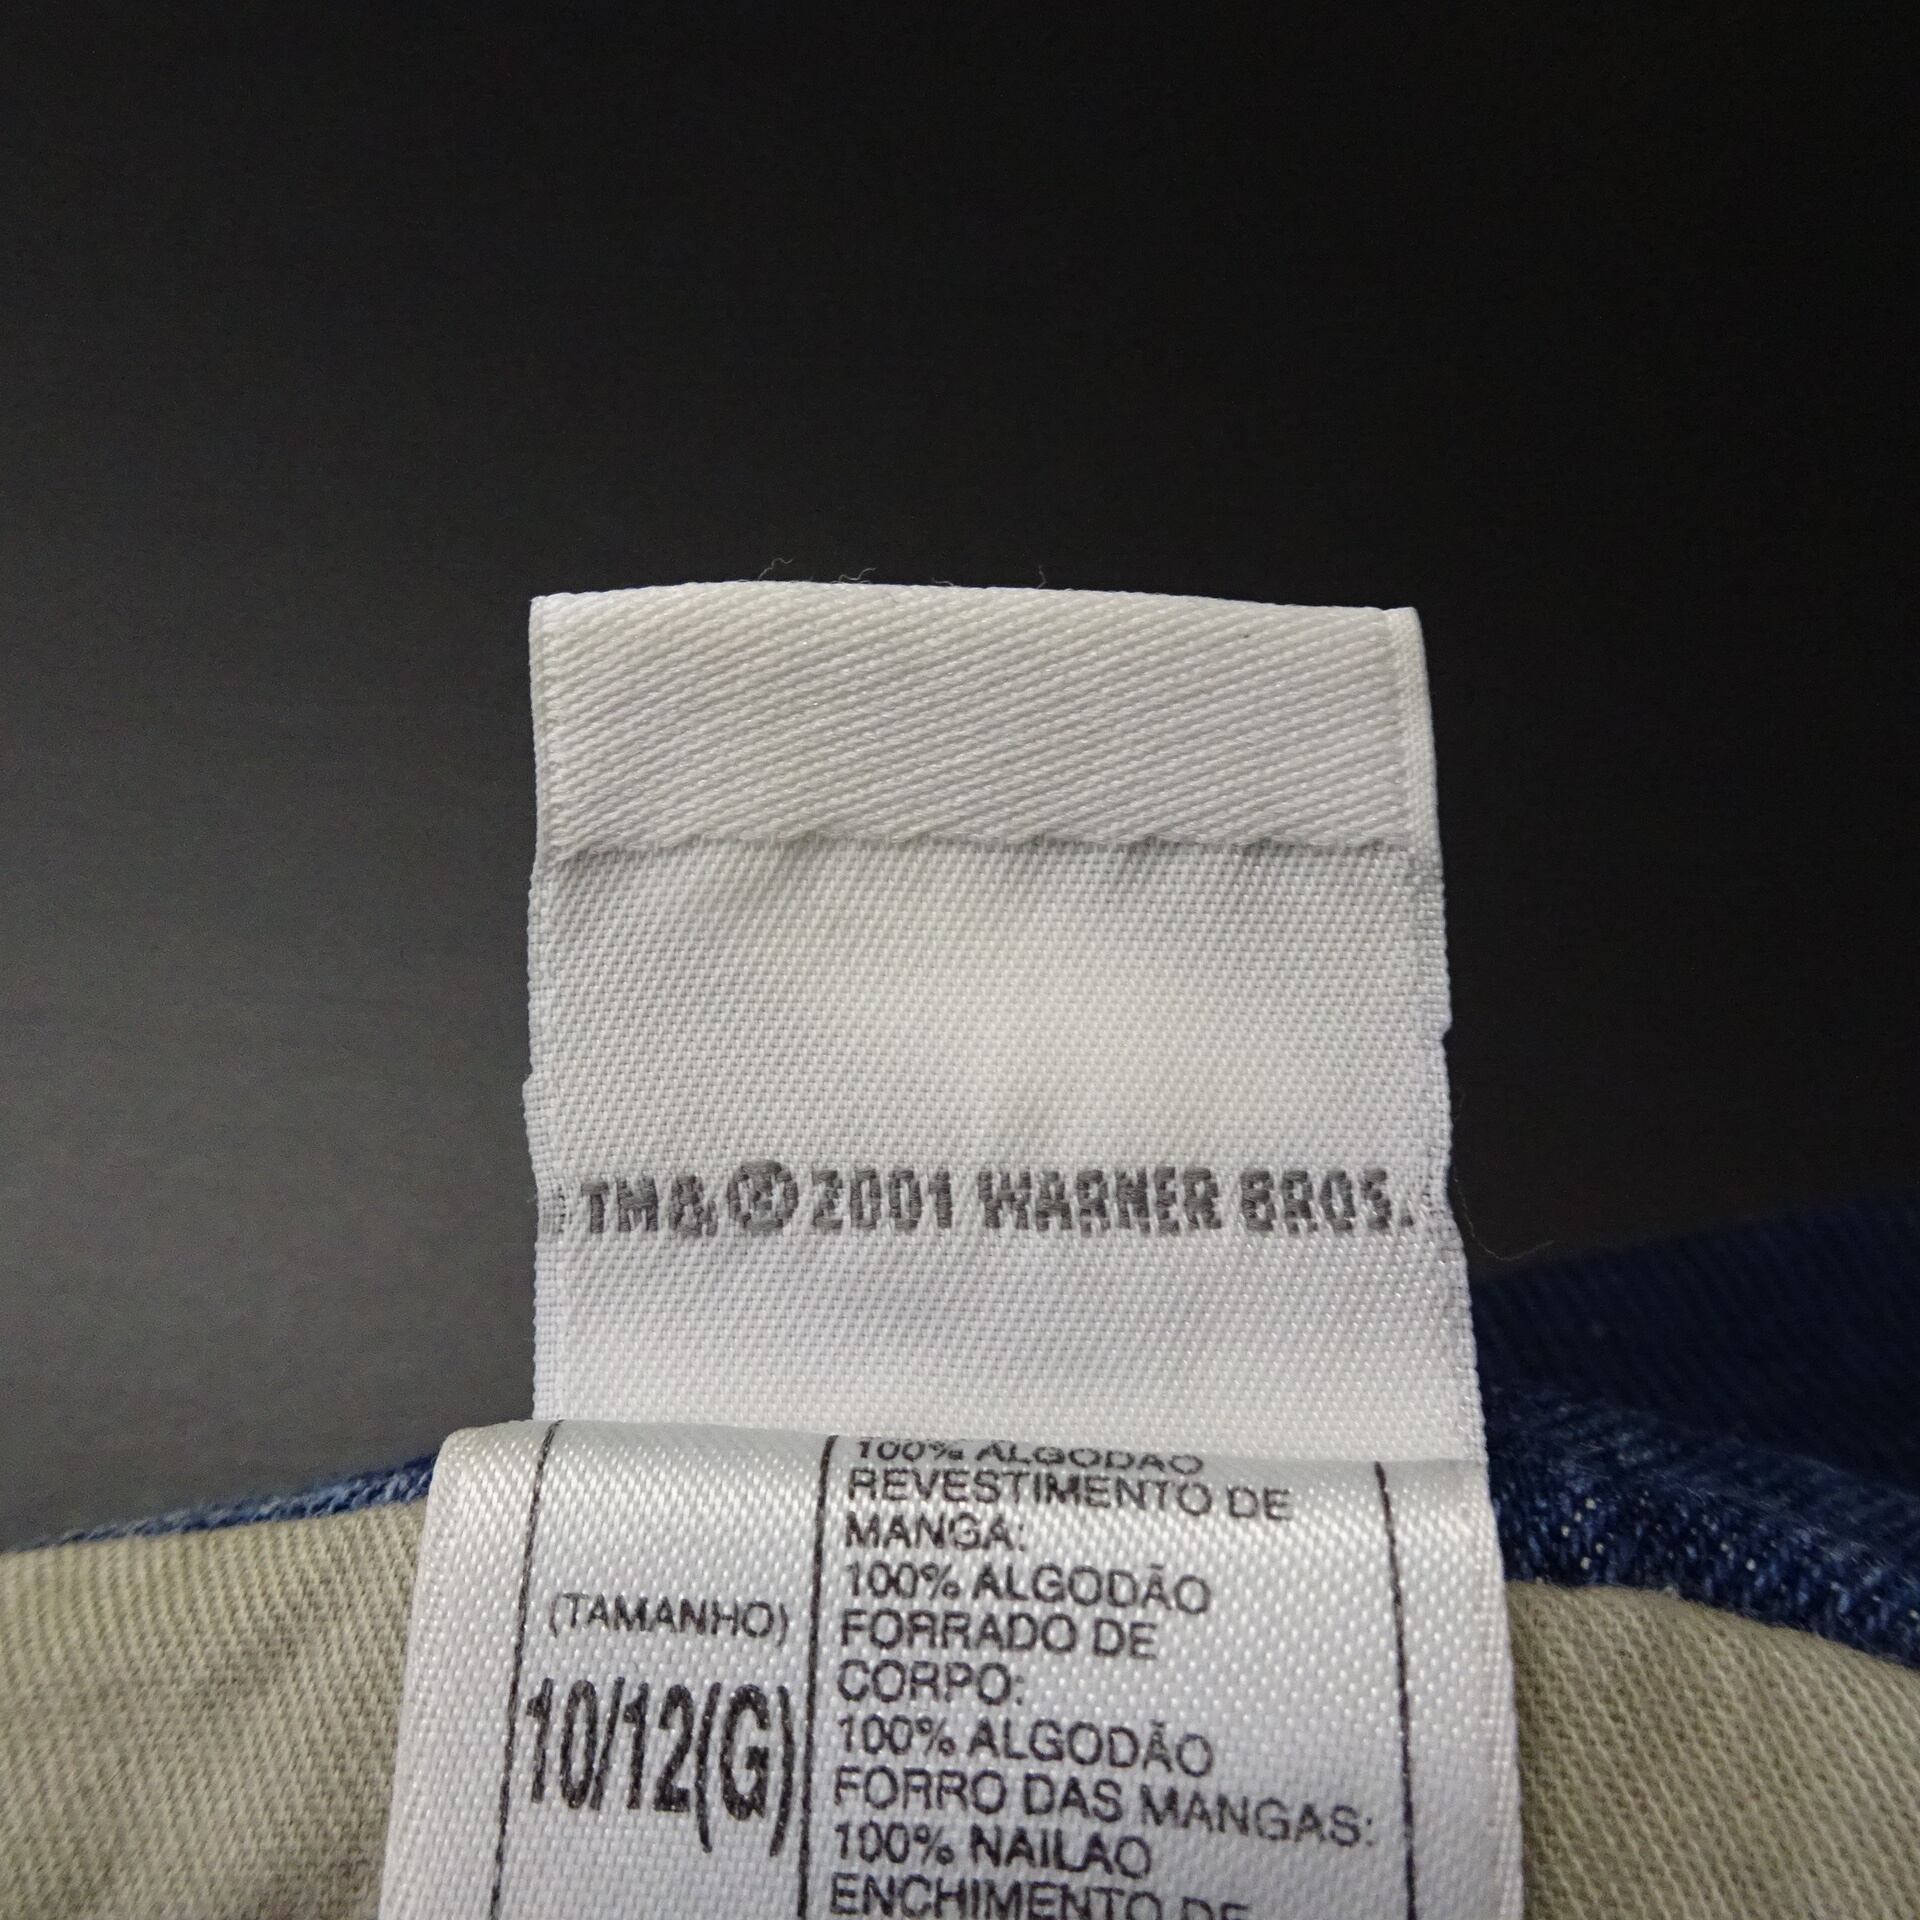 TM & © 2001 WARNER BROS.
(TAMANHO)
10/12(G)
100% ALGODÃO
REVESTIMENTO DE
MANGA:
100% ALGODÃO
FORRADO DE
CORPO:
100% ALGODÃO
FORRO DAS MANGAS:
100% NAILAO
ENCHIMENTO DE